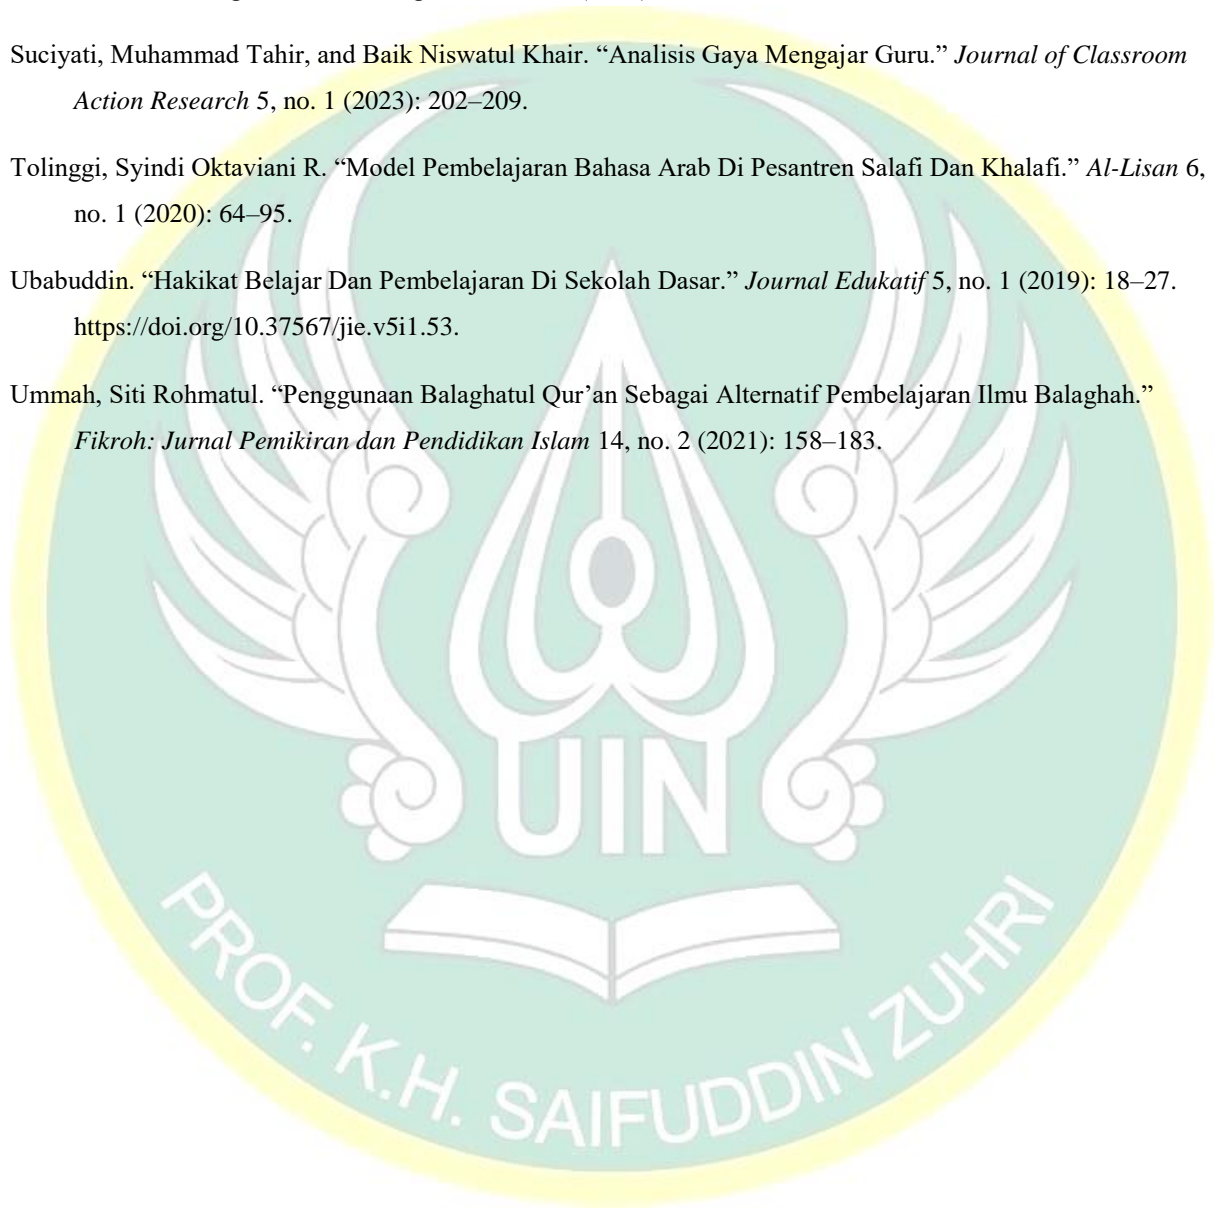 Suciyati, Muhammad Tahir, and Baik Niswatul Khair. “Analisis Gaya Mengajar Guru.” Journal of Classroom
Action Research 5, no. 1 (2023): 202–209.
Tolinggi, Syindi Oktaviani R. “Model Pembelajaran Bahasa Arab Di Pesantren Salafi Dan Khalafi.” Al-Lisan 6,
no. 1 (2020): 64–95.
Ubabuddin. “Hakikat Belajar Dan Pembelajaran Di Sekolah Dasar.” Journal Edukatif 5, no. 1 (2019): 18–27.
https://doi.org/10.37567/jie.v5i1.53.
Ummah, Siti Rohmatul. “Penggunaan Balaghatul Qur’an Sebagai Alternatif Pembelajaran Ilmu Balaghah.”
Fikroh: Jurnal Pemikiran dan Pendidikan Islam 14, no. 2 (2021): 158–183.
UIN
PROF. K.H. SAIFUDDIN ZUHRI